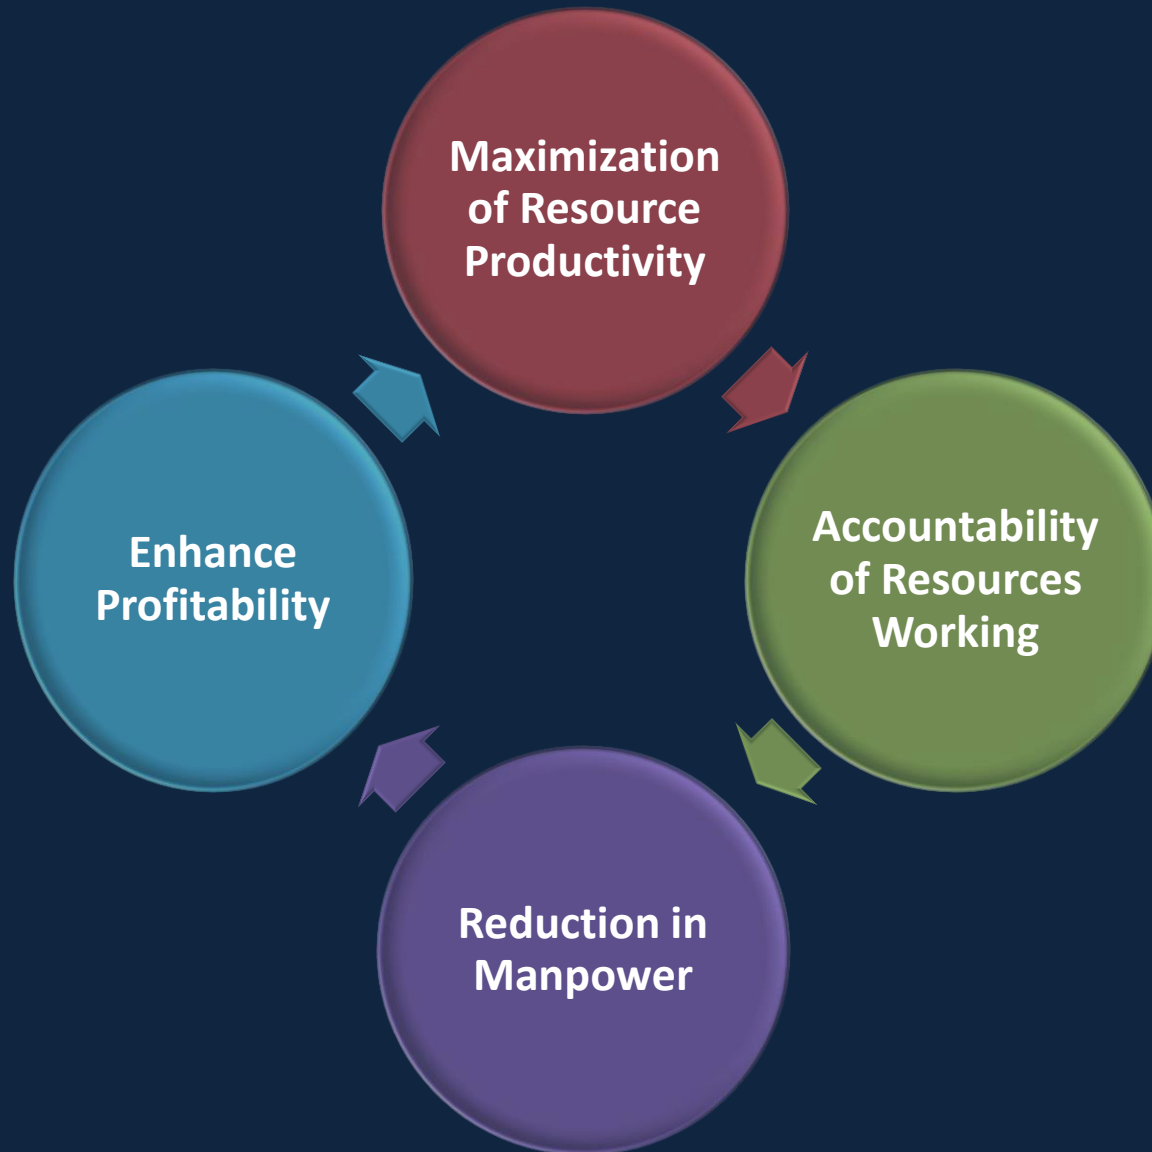 Maximization
of Resource
Productivity
Accountability
of Resources
Working
Reduction in
Manpower
Enhance
Profitability